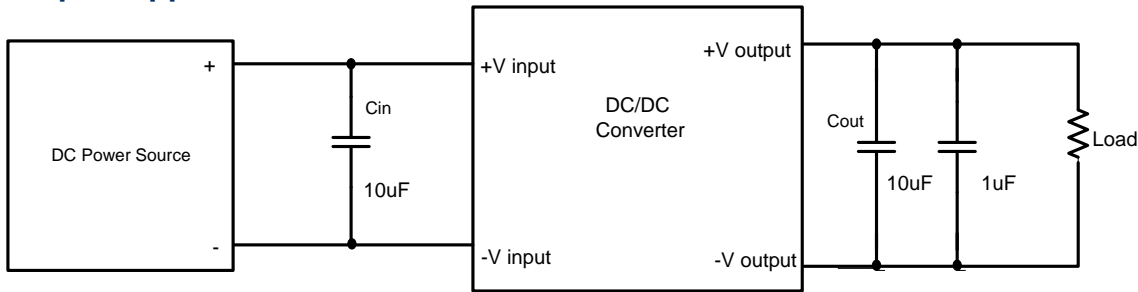 +
-
DC Power Source
Cin
10uF
+V input
-V input
DC/DC
Converter
+V output
-V output
Cout
10uF
1uF
Load